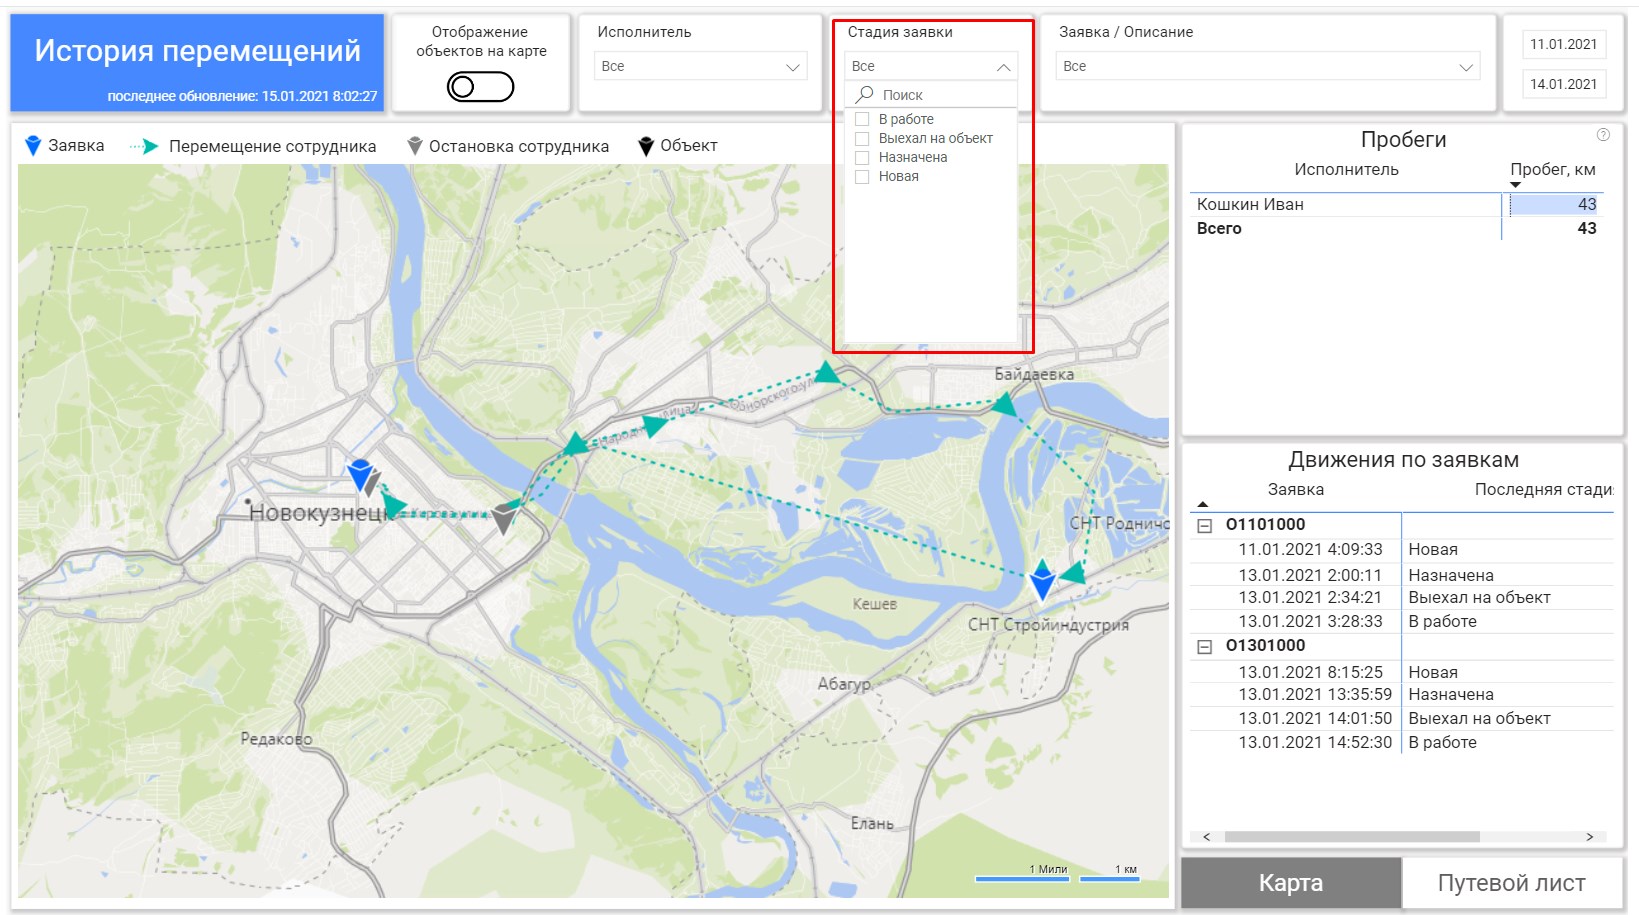 История перемещений
последнее обновление: 15.01.2021 8:02:27
Отображение
объектов на карте
Исполнитель
Все
Стадия заявки
Все
Поиск
В работе
Выехал на объект
Назначена
Новая
Заявка / Описание
Все
11.01.2021
14.01.2021
Заявка
Перемещение сотрудника
Остановка сотрудника
Объект
Байдаевка
Новокузнецк
СНТ Роднично
Кешев
СНТ Стройиндустрия
Абагур
Редаково
Елань
1 Мили
1 км
Пробеги
Исполнитель Пробег, км
Кошкин Иван 43
Всего 43
Движения по заявкам
Заявка Последняя стади
О1101000
11.01.2021 4:09:33 Новая
13.01.2021 2:00:11 Назначена
13.01.2021 2:34:21 Выехал на объект
13.01.2021 3:28:33 В работе
О1301000
13.01.2021 8:15:25 Новая
13.01.2021 13:35:59 Назначена
13.01.2021 14:01:50 Выехал на объект
13.01.2021 14:52:30 В работе
Карта
Путевой лист